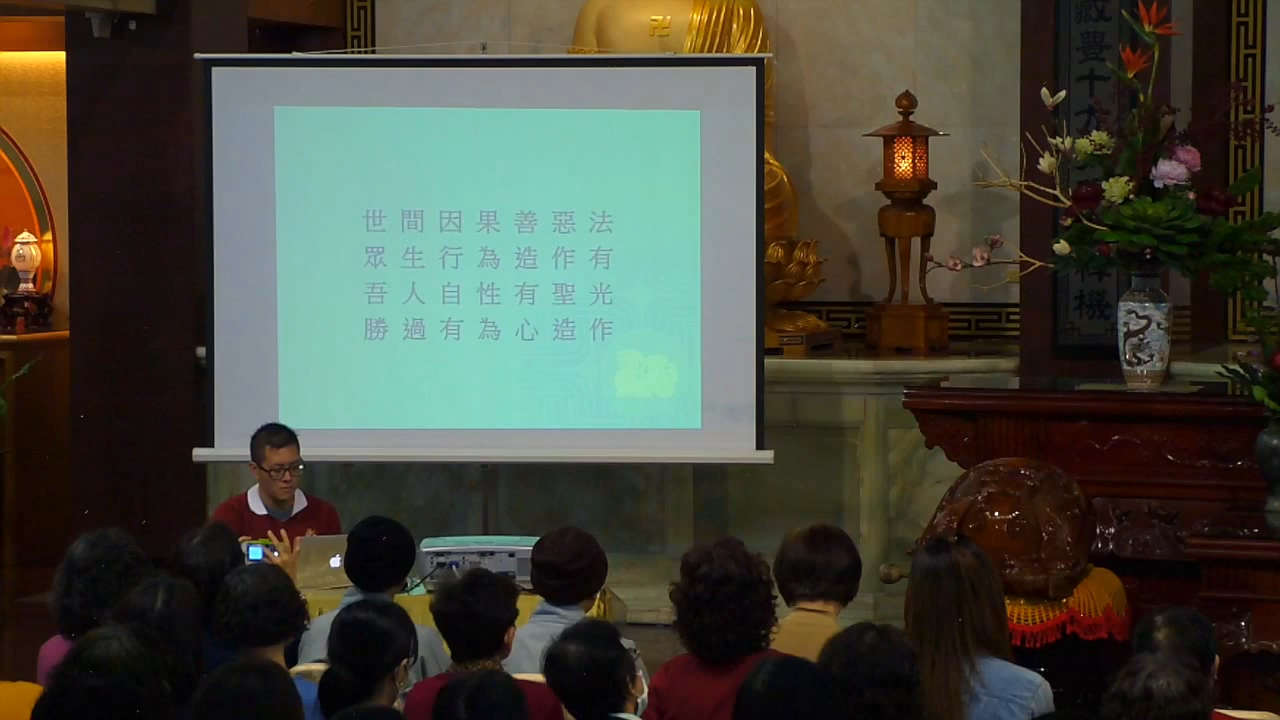 世間因果善惡法
眾生行為造作有
吾人自性有聖光
勝過有為心造作
卍